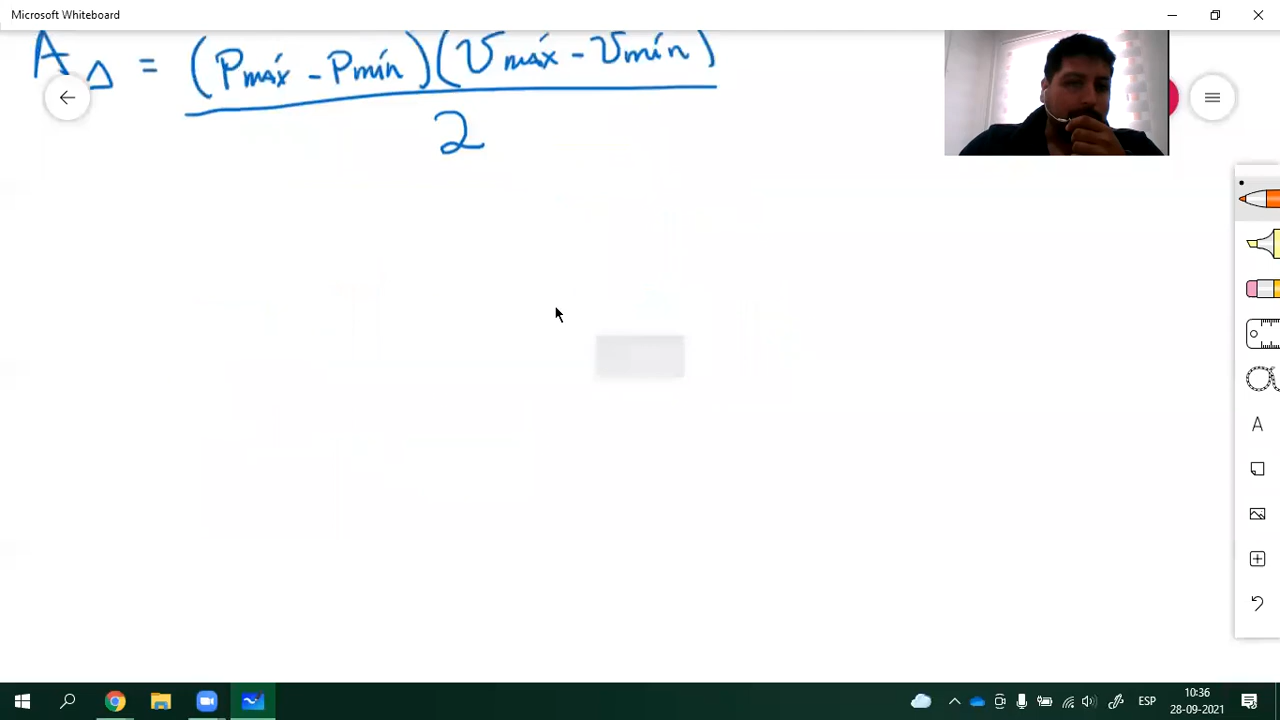 Microsoft Whiteboard
A△ = (Pmáx - Pmín)(Vmáx - Vmín)
2
A
ESP
10:36
28-09-2021